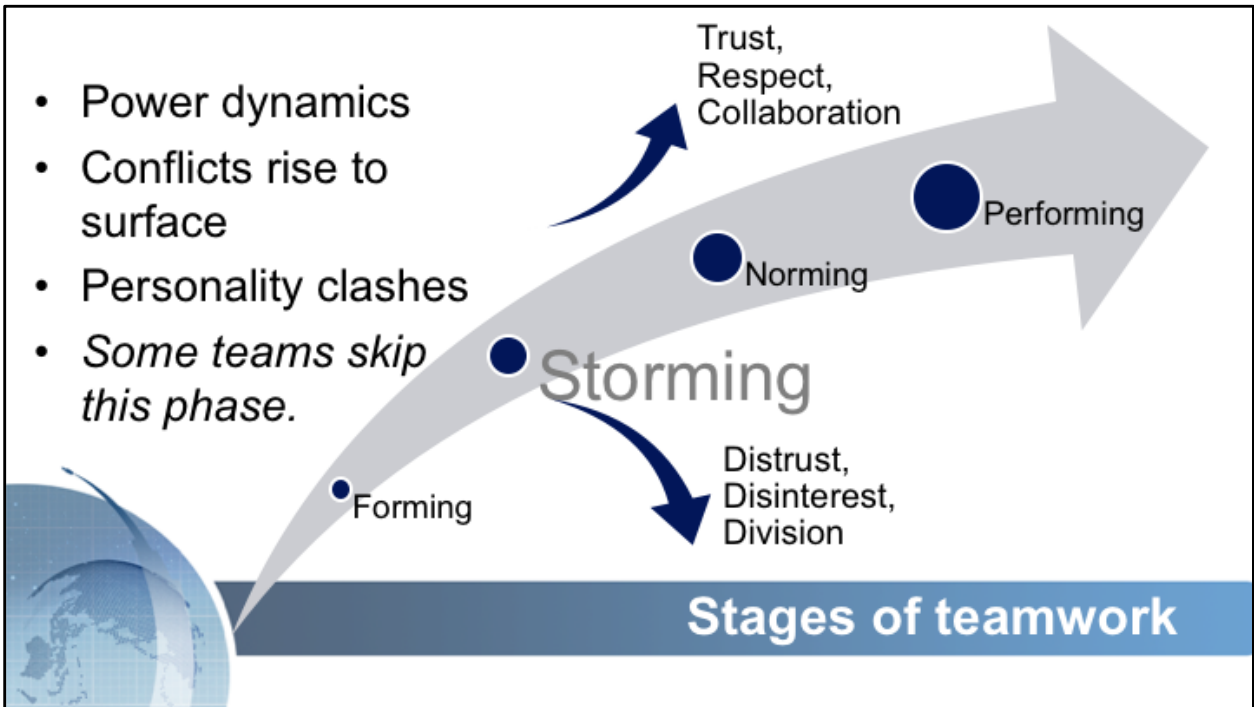 • Power dynamics
• Conflicts rise to
surface
• Personality clashes
• Some teams skip
this phase.
Trust,
Respect,
Collaboration
Performing
Norming
Storming
Forming
Distrust,
Disinterest,
Division
Stages of teamwork